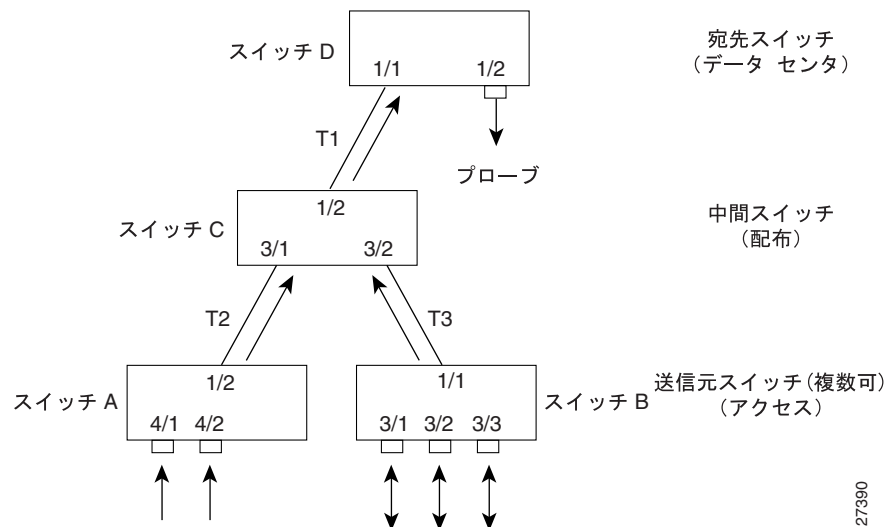 スイッチ D
1/1
1/2
宛先スイッチ
（データ センタ）
T1
プローブ
スイッチ C
1/2
3/1
3/2
中間スイッチ
（配布）
T2
T3
スイッチ A
1/2
4/1
4/2
1/1
3/1
3/2
3/3
スイッチ B
送信元スイッチ（複数可）
（アクセス）
27390